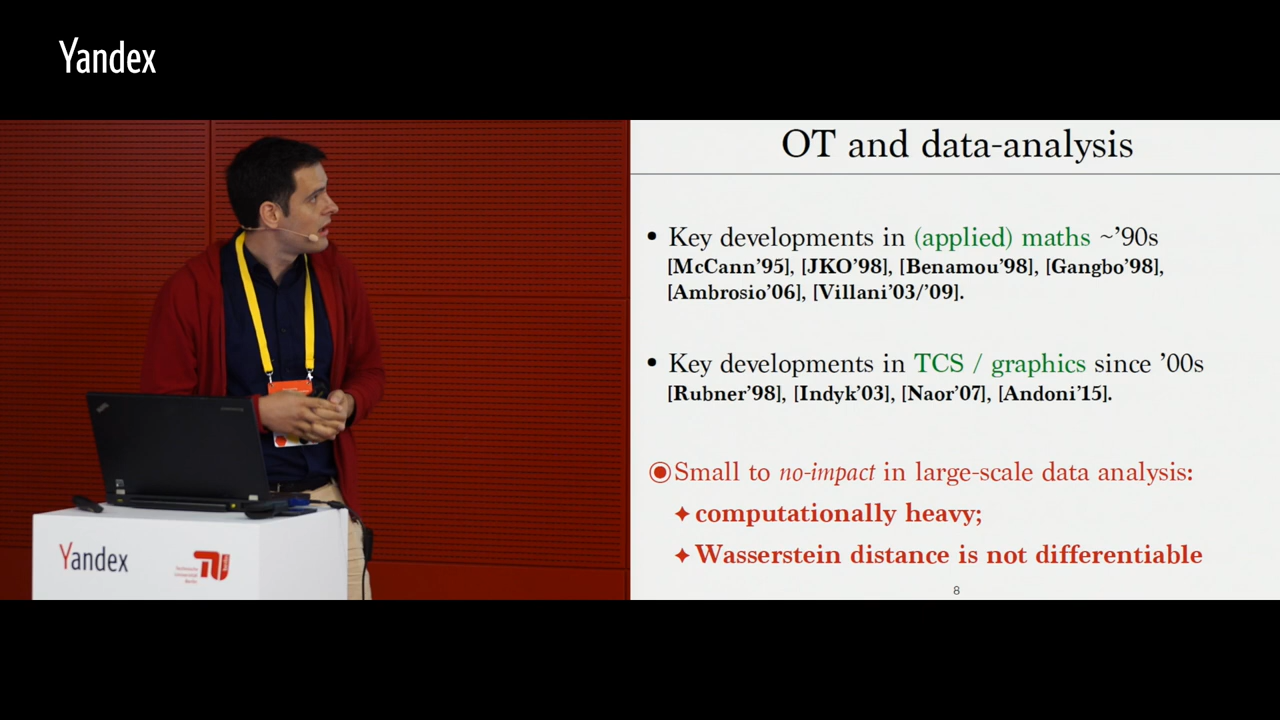 Yandex
OT and data-analysis
• Key developments in (applied) maths ~'90s
[McCann'95], [JKO'98], [Benamou'98], [Gangbo'98],
[Ambrosio'06], [Villani'03/'09].
• Key developments in TCS / graphics since '00s
[Rubner'98], [Indyk'03], [Naor'07], [Andoni'15].
Small to no-impact in large-scale data analysis:
computationally heavy;
Wasserstein distance is not differentiable
8
Yandex
Technische
Universität
Berlin